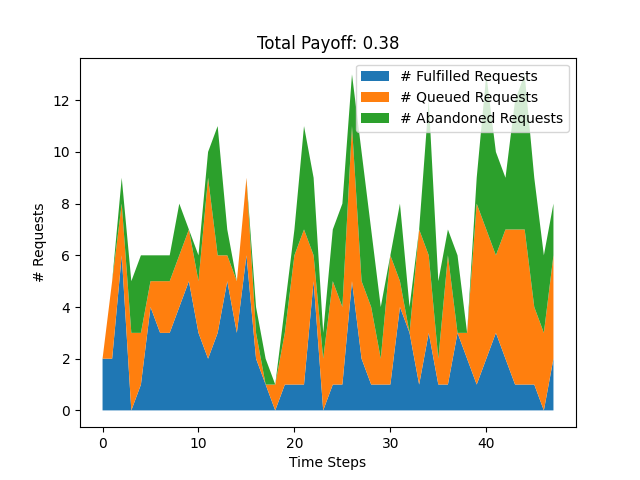 Total Payoff: 0.38
# Fulfilled Requests
# Queued Requests
# Abandoned Requests
# Requests
12
10
8
6
4
2
0
0 10 20 30 40
Time Steps